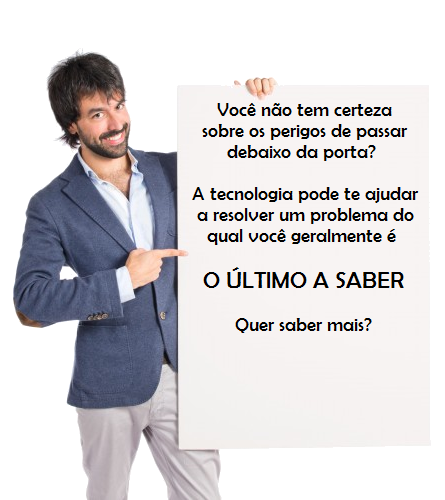 Você não tem certeza
sobre os perigos de passar
debaixo da porta?
A tecnologia pode te ajudar
a resolver um problema do
qual você geralmente é
O ÚLTIMO A SABER
Quer saber mais?